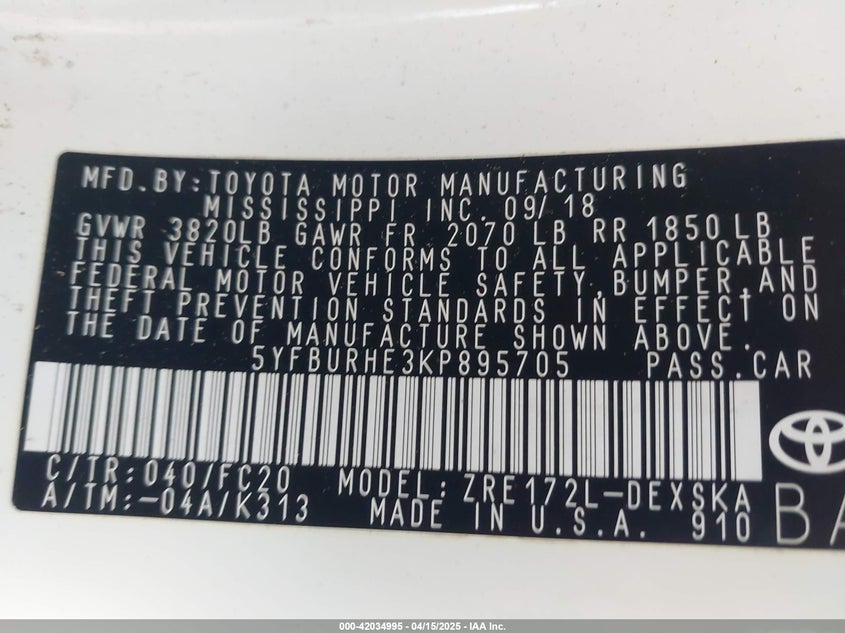 MFD.BY:TOYOTA MOTOR MANUFACTURING
MISSISSIPPI INC. 09/18
GVWR 3820LB GAWR FR 2070 LB RR 1850LB
THIS VEHICLE CONFORMS TO ALL APPLICABLE
FEDERAL MOTOR VEHICLE SAFETY,BUMPER,AND
THEFT PREVENTION STANDARDS IN EFFECT ON
THE DATE OF MANUFACTURE SHOWN ABOVE.
5YFBURHE3KP895705 PASS.CAR
C/TR:040/FC20 MODEL:ZRE172L-DEXSKA
A/TM:-04A/K313 MADE IN U.S.A. 910
000-42034995 - 04/15/2025 - IAA Inc.